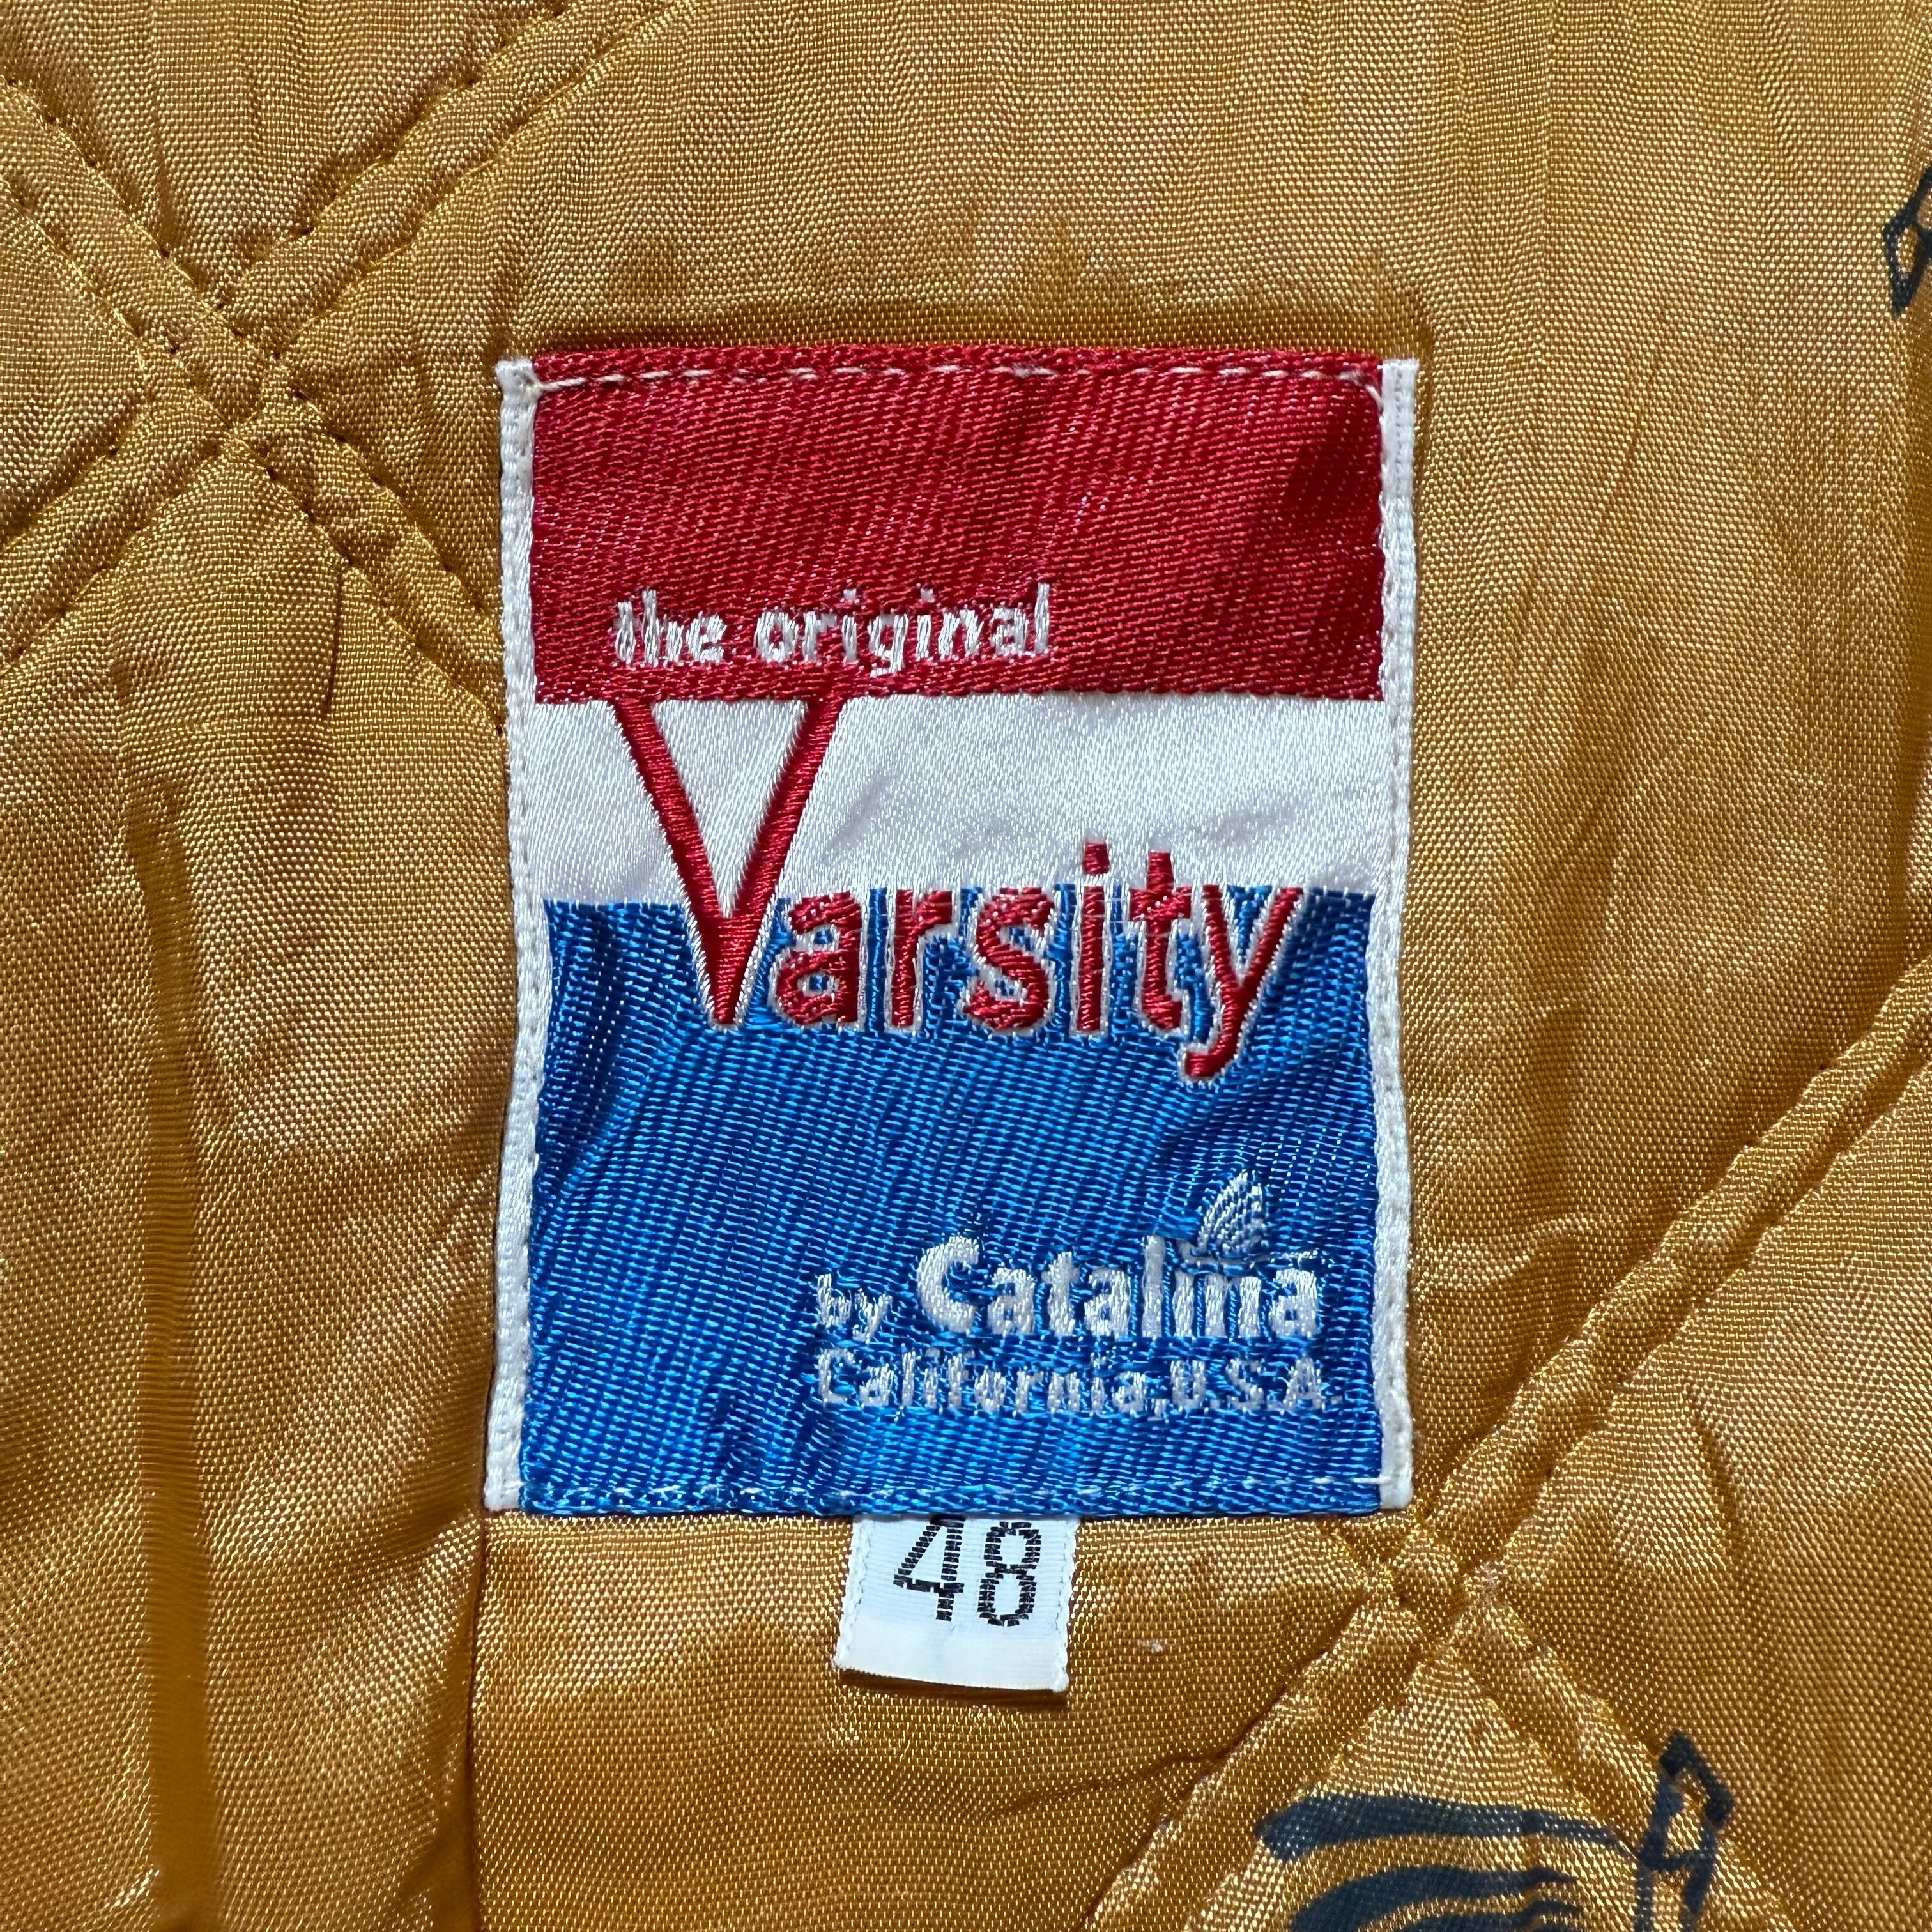 the original
Varsity
by Catalina
California, U.S.A.
48